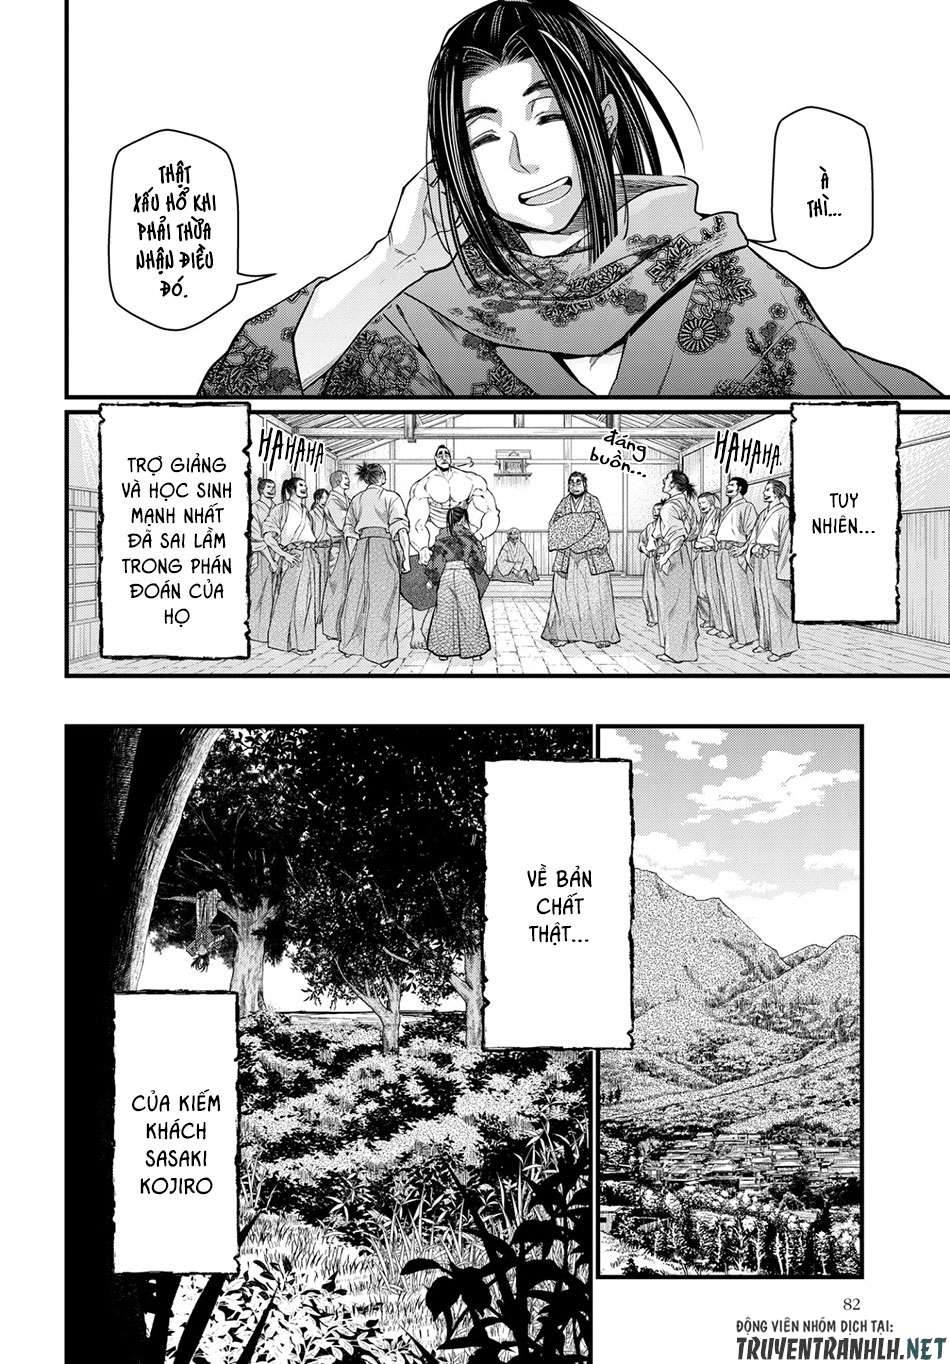 À
THÌ...
THẬT
XẤU HỔ KHI
PHẢI THỪA
NHẬN ĐIỀU
ĐÓ.
TUY
NHIÊN...
HAHAHA
đáng
buồn...
HAHAHA
TRỢ GIẢNG
VÀ HỌC SINH
MẠNH NHẤT
ĐÃ SAI LẦM
TRONG PHÁN
ĐOÁN CỦA
HỌ
VỀ BẢN
CHẤT
THẬT...
CỦA KIẾM
KHÁCH
SASAKI
KOJIRO
82
ĐỘNG VIÊN NHÓM DỊCH TẠI:
TRUYENTRANHLH.NET